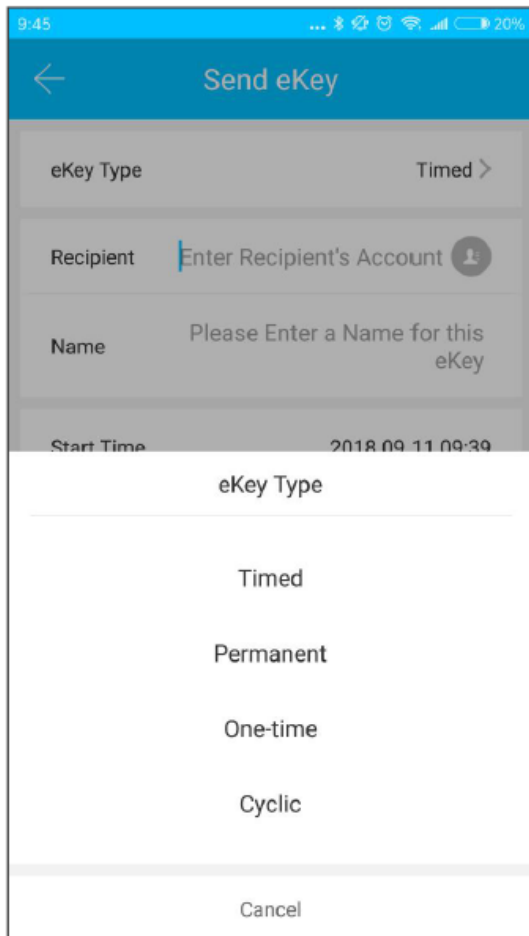 9:45 ... 20%
Send eKey
eKey Type Timed
Recipient Enter Recipient's Account
Name Please Enter a Name for this
eKey
Start Time 2018.09.11 09:39
eKey Type
Timed
Permanent
One-time
Cyclic
Cancel